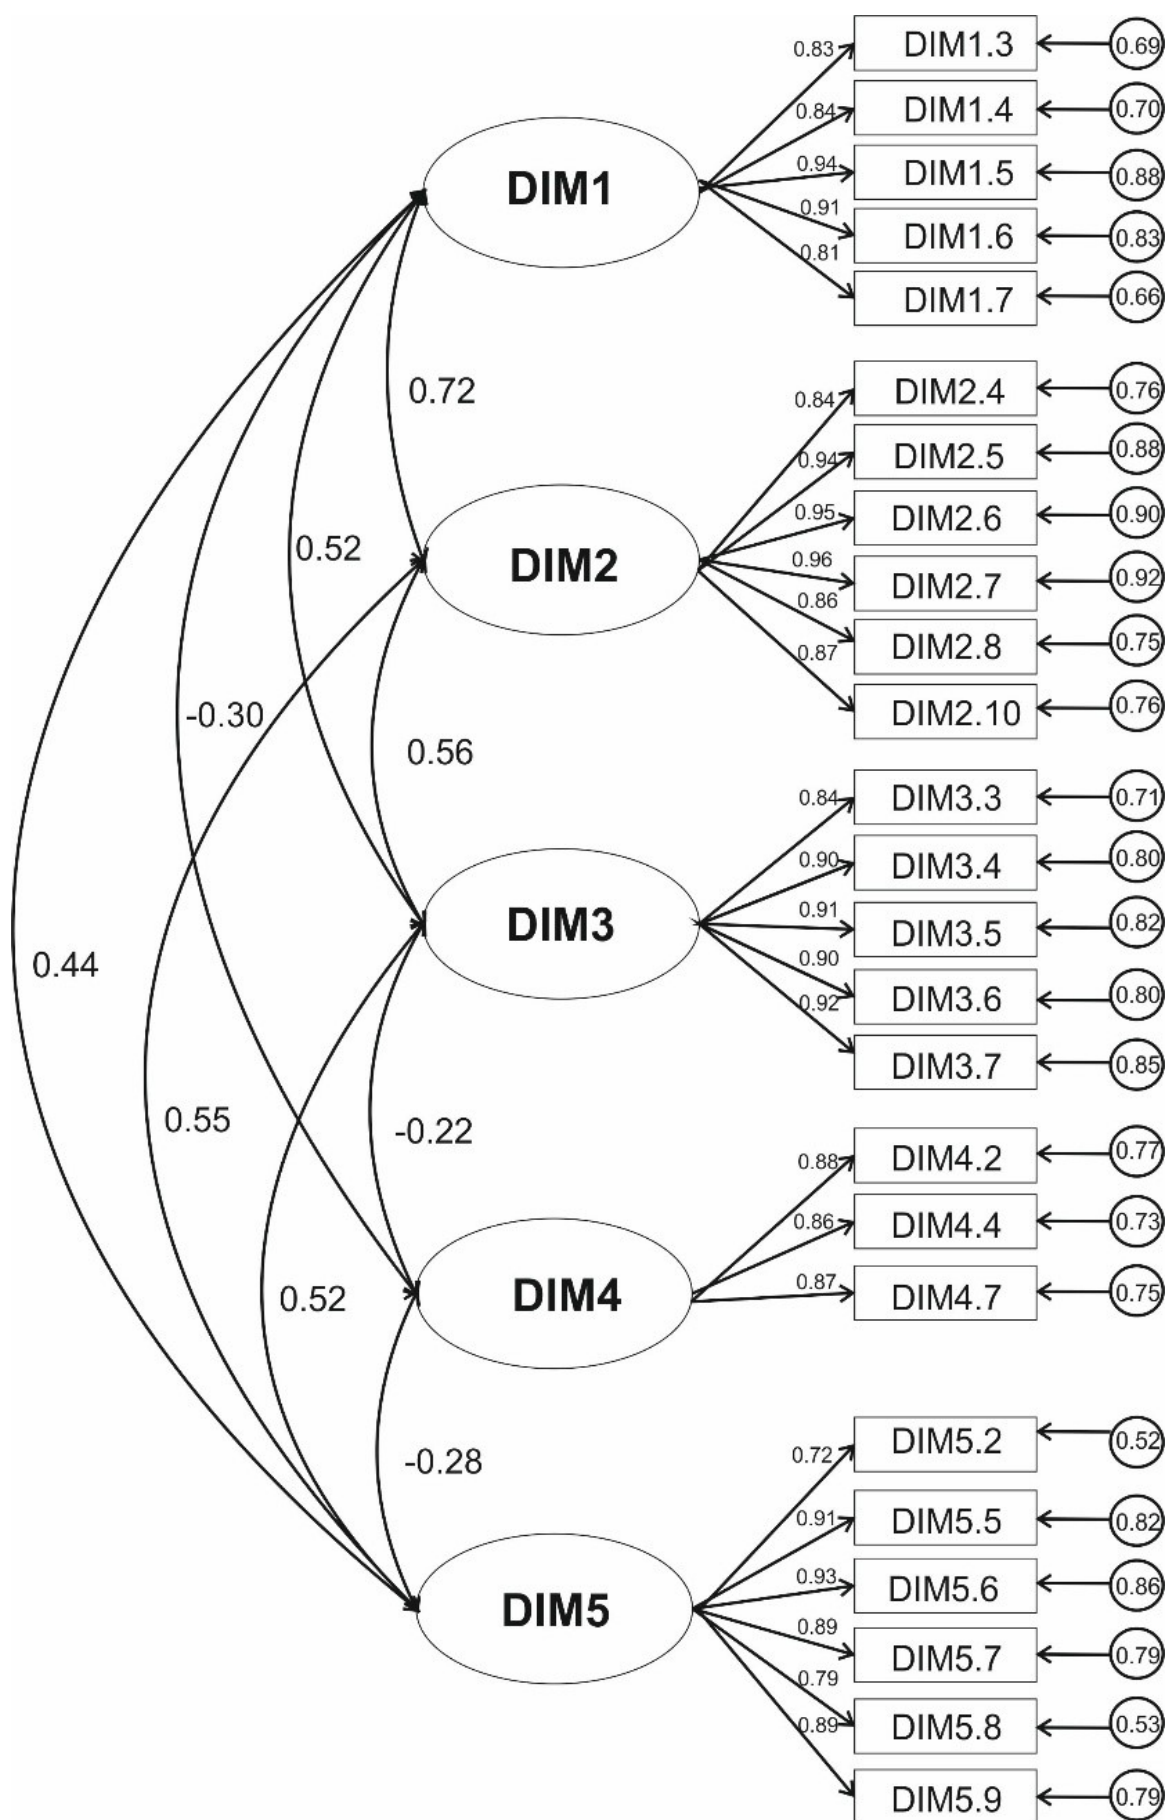 0.83 DIM1.3 0.69
0.84 DIM1.4 0.70
0.94 DIM1.5 0.88
DIM1
0.91 DIM1.6 0.83
0.81 DIM1.7 0.66
0.72
0.84 DIM2.4 0.76
0.94 DIM2.5 0.88
0.95 DIM2.6 0.90
0.52
DIM2
0.96 DIM2.7 0.92
0.86 DIM2.8 0.75
0.87 DIM2.10 0.76
-0.30
0.56
0.84 DIM3.3 0.71
0.90 DIM3.4 0.80
0.91 DIM3.5 0.82
DIM3
0.44
0.90 DIM3.6 0.80
0.92 DIM3.7 0.85
0.55
-0.22
0.88 DIM4.2 0.77
0.86 DIM4.4 0.73
0.87 DIM4.7 0.75
0.52
DIM4
-0.28
0.72 DIM5.2 0.52
0.91 DIM5.5 0.82
0.93 DIM5.6 0.86
DIM5
0.89 DIM5.7 0.79
0.79 DIM5.8 0.53
0.89 DIM5.9 0.79